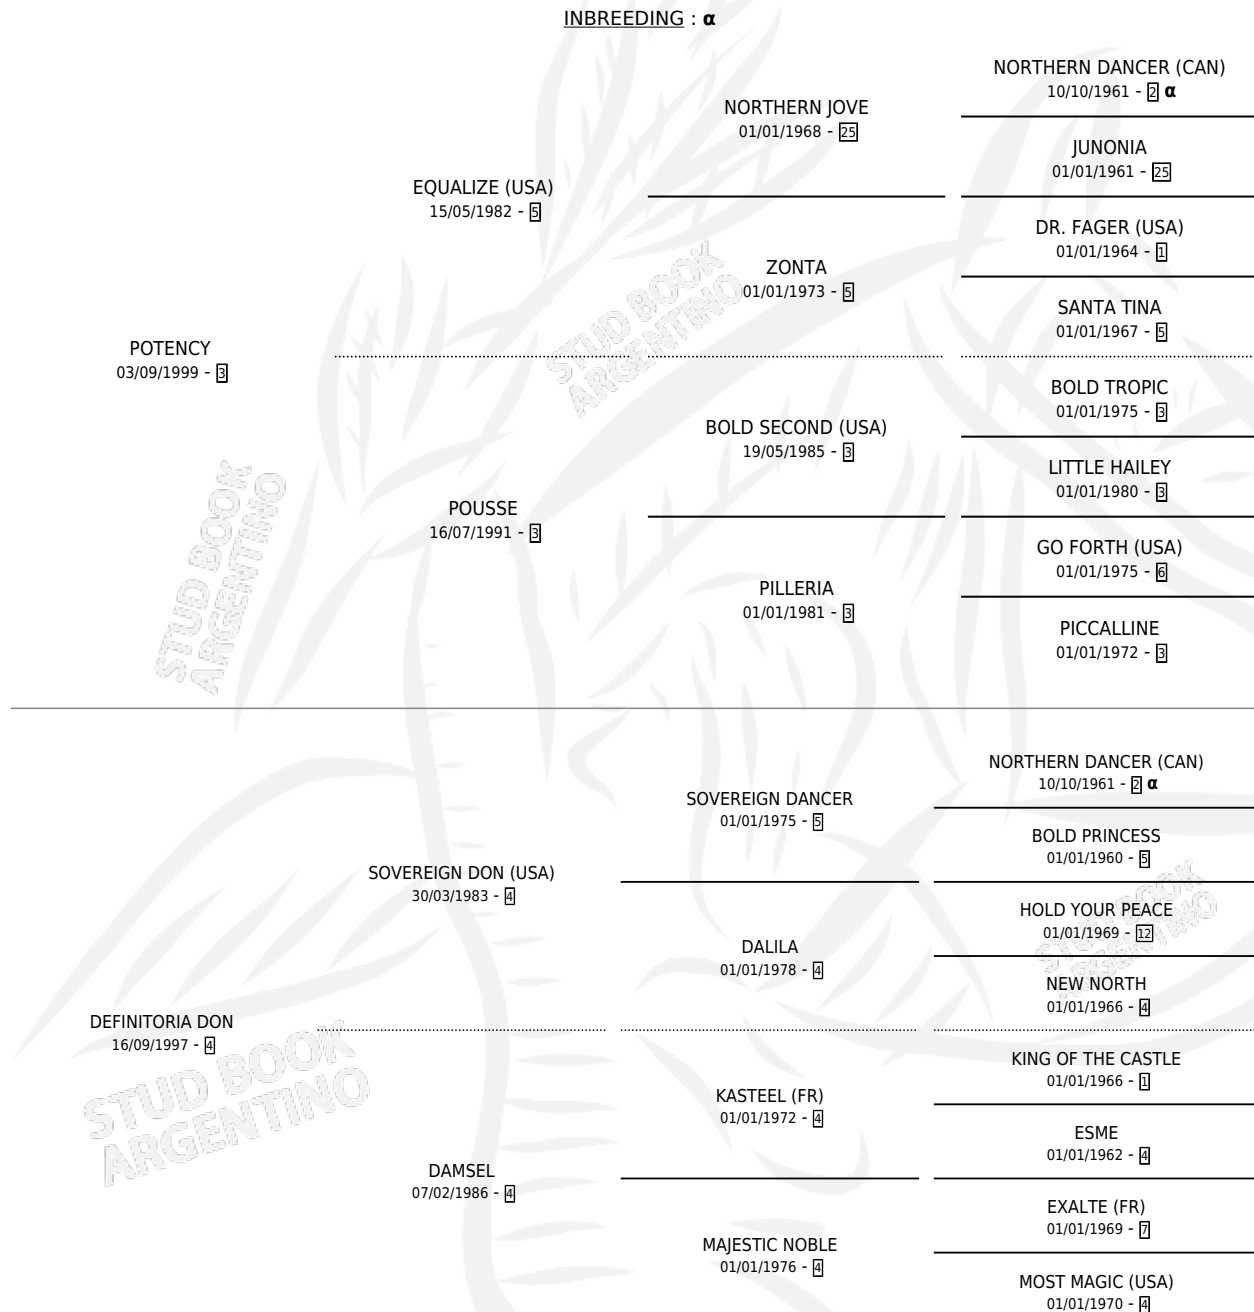 INBREEDING : α
NORTHERN DANCER (CAN)
10/10/1961 - 2 α
NORTHERN JOVE
01/01/1968 - 25
JUNONIA
01/01/1961 - 25
EQUALIZE (USA)
15/05/1982 - 5
DR. FAGER (USA)
01/01/1964 - 1
ZONTA
01/01/1973 - 5
SANTA TINA
01/01/1967 - 5
POTENCY
03/09/1999 - 3
BOLD TROPIC
01/01/1975 - 3
BOLD SECOND (USA)
19/05/1985 - 3
LITTLE HAILEY
01/01/1980 - 3
POUSSE
16/07/1991 - 3
GO FORTH (USA)
01/01/1975 - 6
PILLERIA
01/01/1981 - 3
PICCALLINE
01/01/1972 - 3
NORTHERN DANCER (CAN)
10/10/1961 - 2 α
SOVEREIGN DANCER
01/01/1975 - 5
BOLD PRINCESS
01/01/1960 - 5
SOVEREIGN DON (USA)
30/03/1983 - 4
HOLD YOUR PEACE
01/01/1969 - 12
DALILA
01/01/1978 - 4
NEW NORTH
01/01/1966 - 4
DEFINITORIA DON
16/09/1997 - 4
KING OF THE CASTLE
01/01/1966 - 1
KASTEEL (FR)
01/01/1972 - 4
ESME
01/01/1962 - 4
DAMSEL
07/02/1986 - 4
EXALTE (FR)
01/01/1969 - 7
MAJESTIC NOBLE
01/01/1976 - 4
MOST MAGIC (USA)
01/01/1970 - 4
STUD BOOK
ARGENTINO
STUD BOOK
ARGENTINO
STUD BOOK
ARGENTINO
STUD BOOK
ARGENTINO